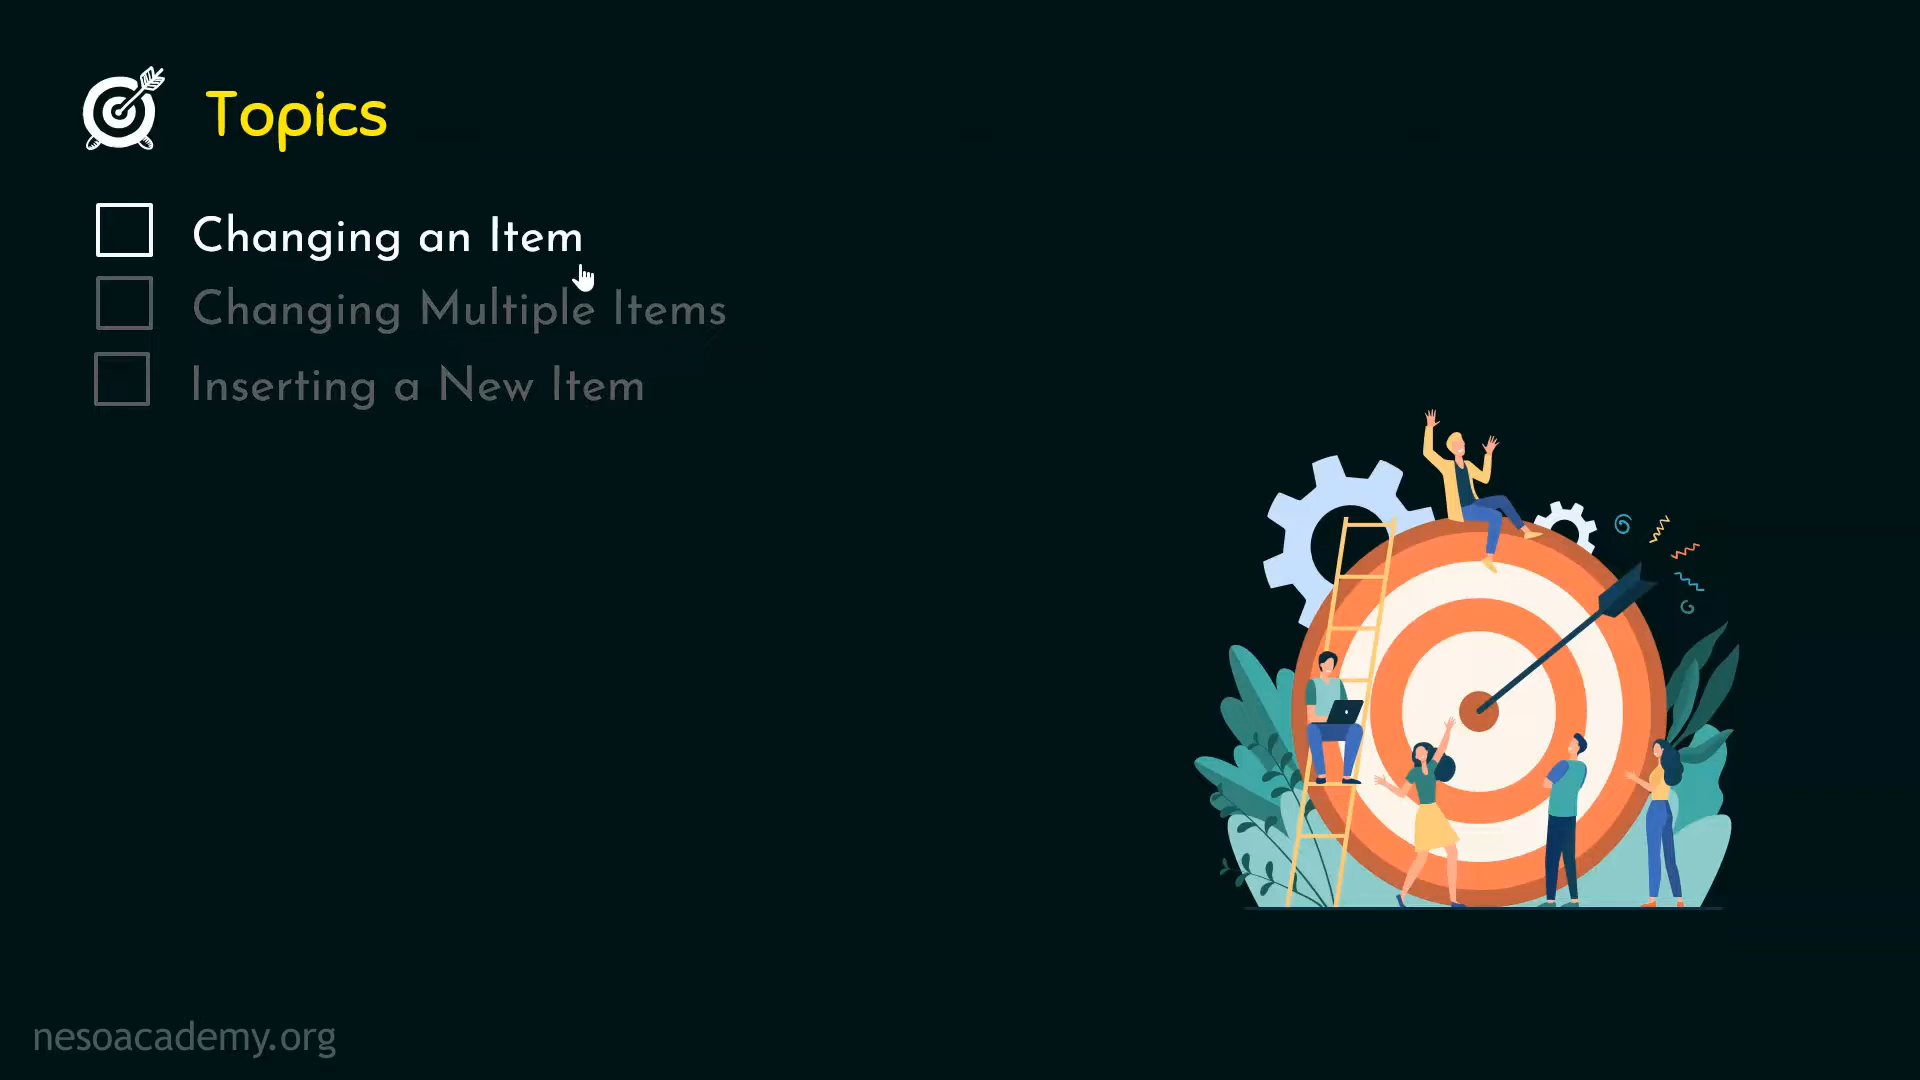 Topics
Changing an Item
Changing Multiple Items
Inserting a New Item
nesoacademy.org